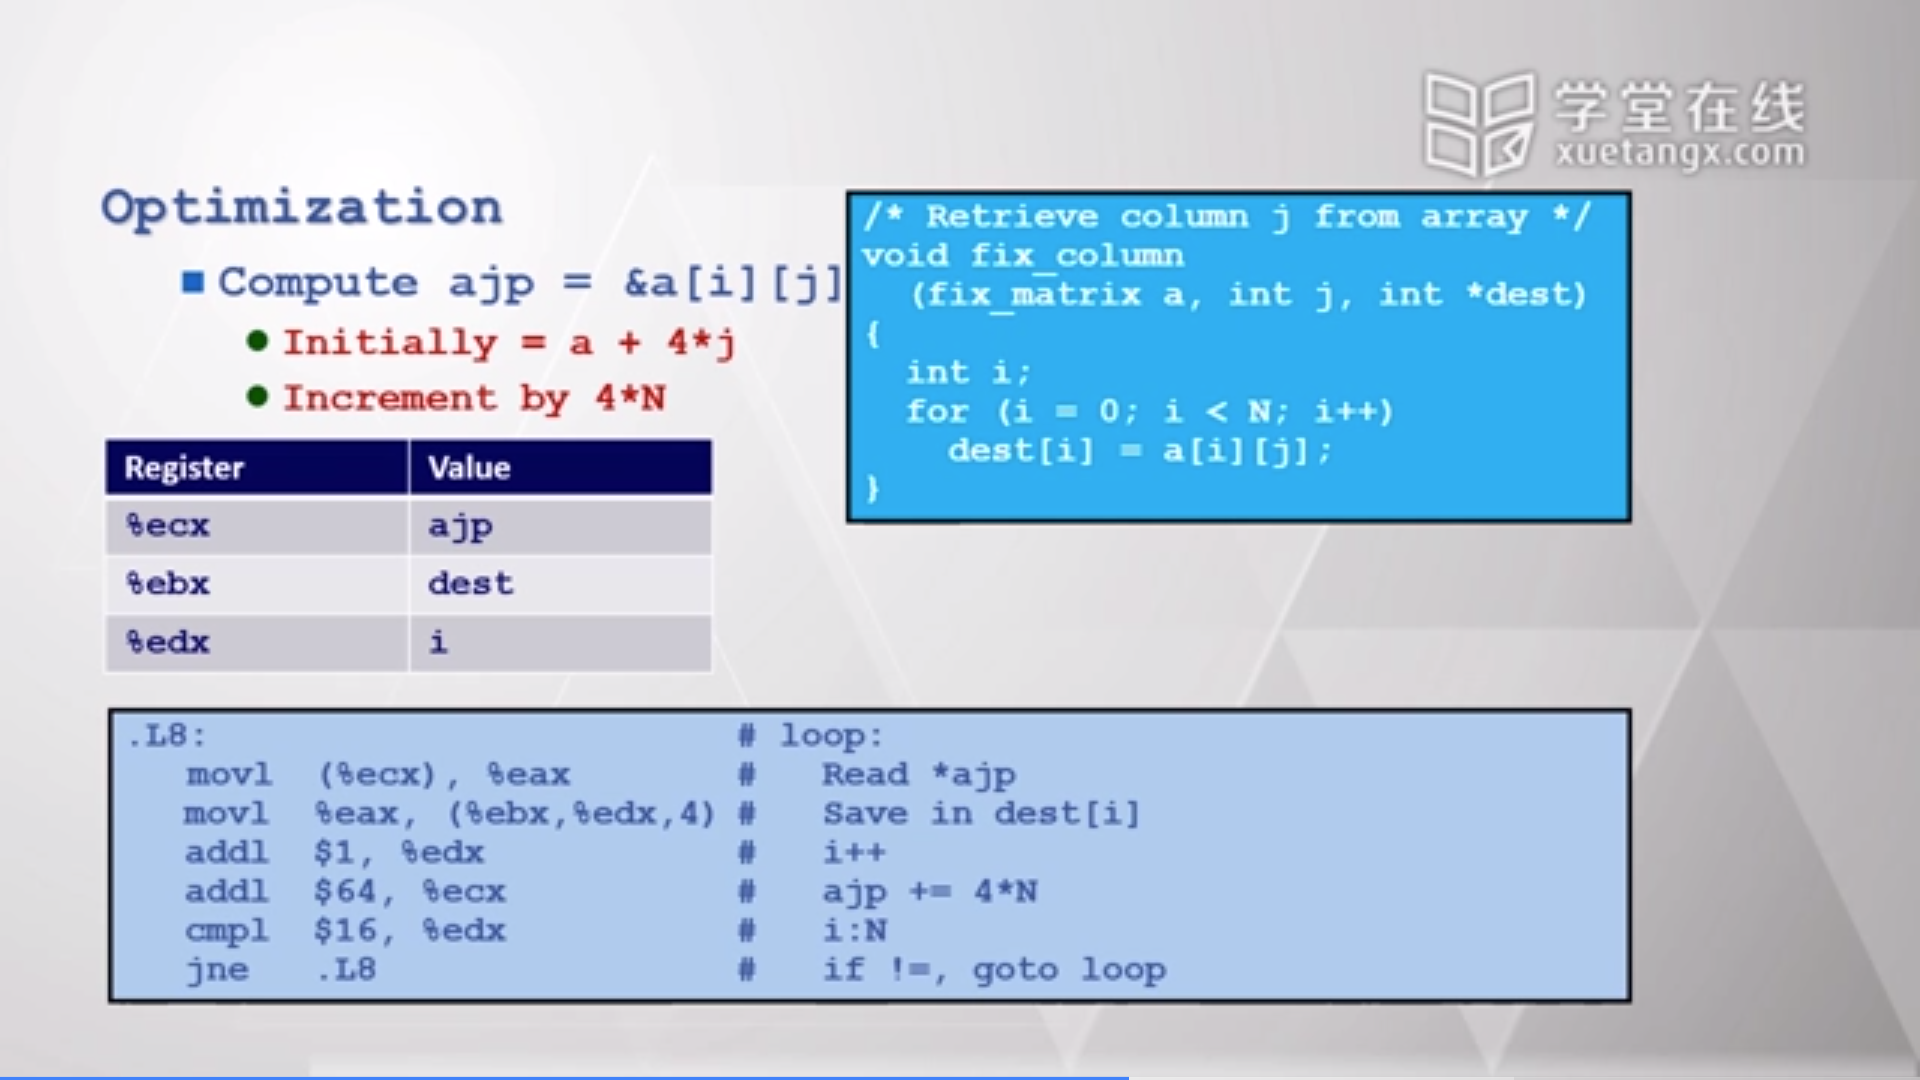 学堂在线
xuetangx.com
Optimization
Compute ajp = &a[i][j]
Initially = a + 4*j
Increment by 4*N
/* Retrieve column j from array */
void fix_column
(fix_matrix a, int j, int *dest)
{
int i;
for (i = 0; i < N; i++)
dest[i] = a[i][j];
}
Register Value
%ecx ajp
%ebx dest
%edx i
.L8: # loop:
movl (%ecx), %eax # Read *ajp
movl %eax, (%ebx,%edx,4) # Save in dest[i]
addl $1, %edx # i++
addl $64, %ecx # ajp += 4*N
cmpl $16, %edx # i:N
jne .L8 # if !=, goto loop